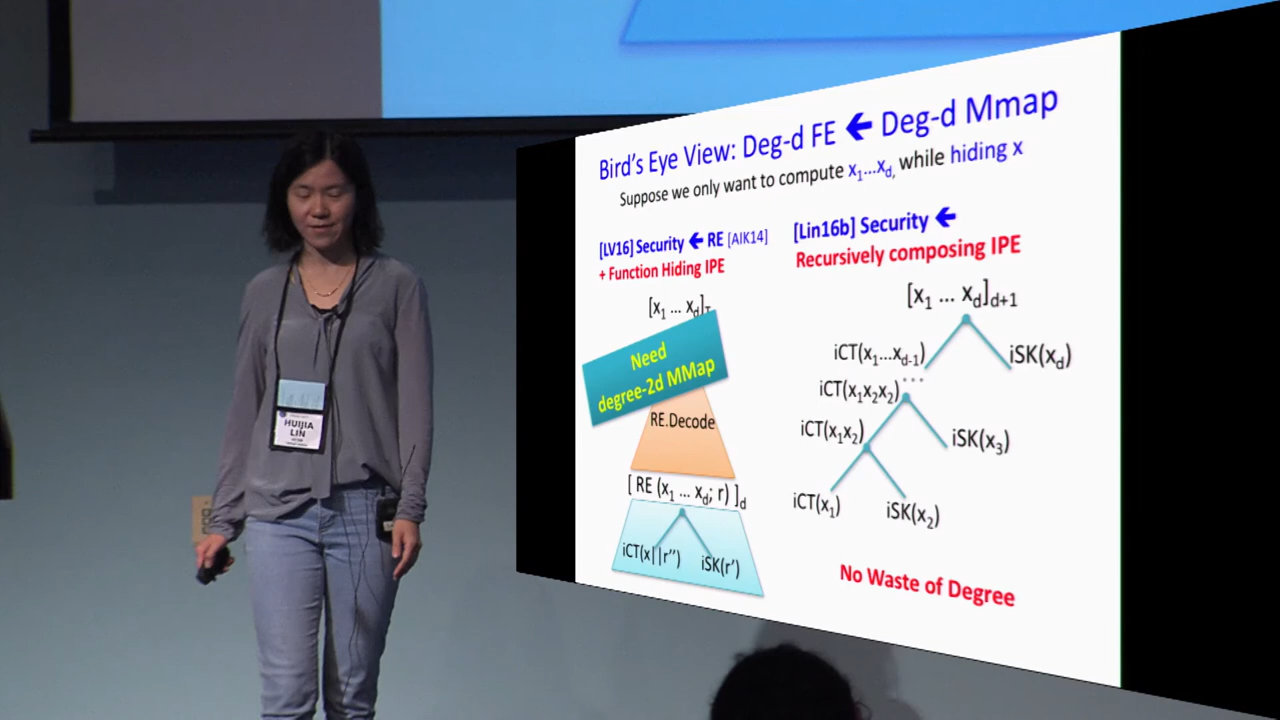 Bird's Eye View: Deg-d FE ← Deg-d Mmap
Suppose we only want to compute x₁...x_d, while hiding x
[LV16] Security ← RE [AIK14]
+ Function Hiding IPE
[x₁ ... x_d]_T
Need
degree-2d MMap
RE.Decode
[ RE (x₁ ... x_d; r) ]_d
iCT(x||r'')
iSK(r')
[Lin16b] Security ←
Recursively composing IPE
[x₁ ... x_d]_{d+1}
iCT(x₁...x_{d-1})
iSK(x_d)
...
iCT(x₁x₂x₂)
iCT(x₁x₂)
iSK(x₃)
iCT(x₁)
iSK(x₂)
No Waste of Degree
HUIJIA
LIN